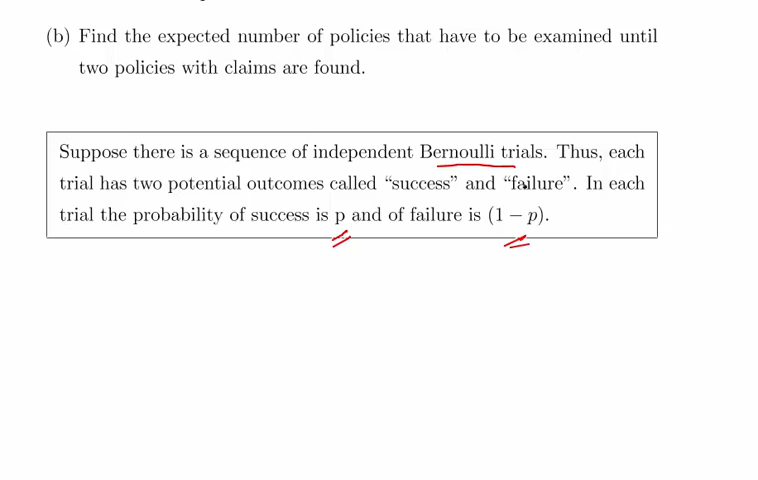 (b) Find the expected number of policies that have to be examined until
two policies with claims are found.
Suppose there is a sequence of independent Bernoulli trials. Thus, each
trial has two potential outcomes called “success” and “failure”. In each
trial the probability of success is p and of failure is (1 − p).